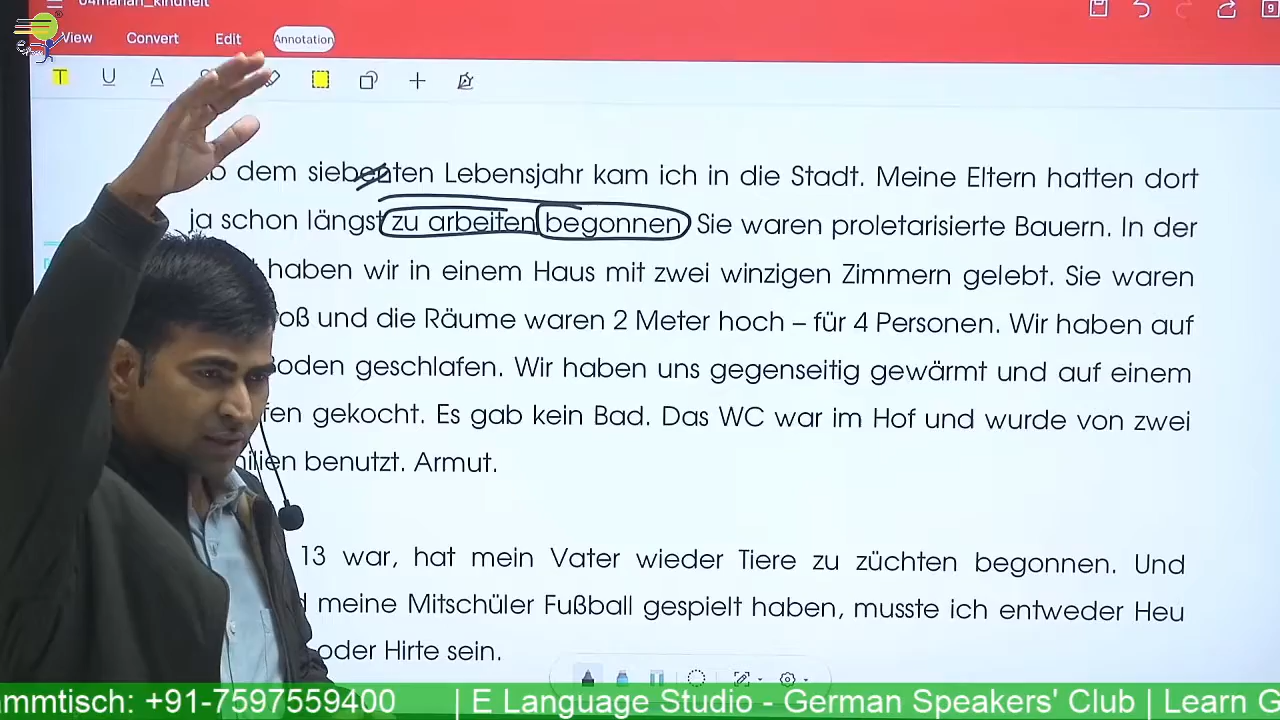 04marian_kindheit
View Convert Edit Annotation
9
dem siebenten Lebensjahr kam ich in die Stadt. Meine Eltern hatten dort
ja schon längst zu arbeiten begonnen Sie waren proletarisierte Bauern. In der
haben wir in einem Haus mit zwei winzigen Zimmern gelebt. Sie waren
und die Räume waren 2 Meter hoch – für 4 Personen. Wir haben auf
geschlafen. Wir haben uns gegenseitig gewärmt und auf einem
gekocht. Es gab kein Bad. Das WC war im Hof und wurde von zwei
benutzt. Armut.
13 war, hat mein Vater wieder Tiere zu züchten begonnen. Und
meine Mitschüler Fußball gespielt haben, musste ich entweder Heu
oder Hirte sein.
mmtisch: +91-7597559400 | E Language Studio - German Speakers' Club | Learn G